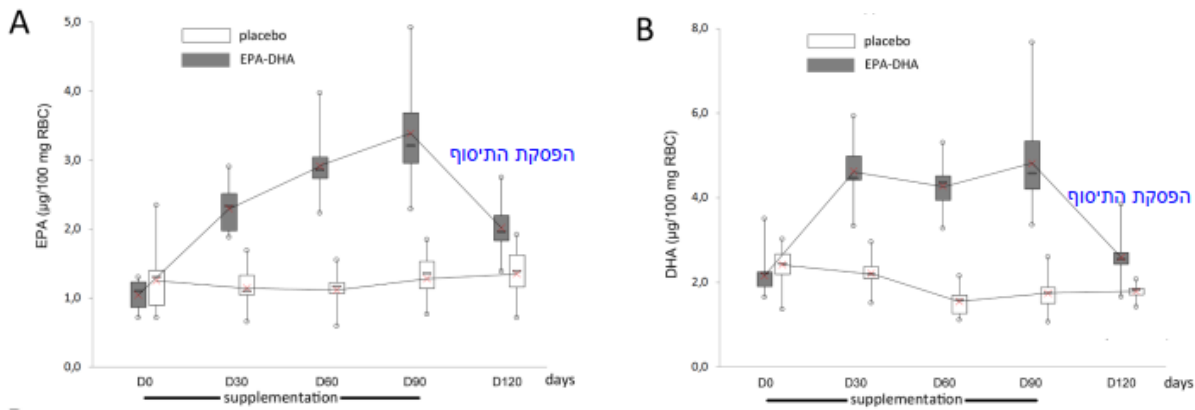 A
5,0
4,0
3,0
2,0
1,0
0,0
EPA (µg/100 mg RBC)
placebo
EPA-DHA
הפסקת התיסוף
D0 D30 D60 D90 D120 days
supplementation
B
8,0
6,0
4,0
2,0
0,0
DHA (µg/100 mg RBC)
placebo
EPA-DHA
הפסקת התיסוף
D0 D30 D60 D90 D120 days
supplementation